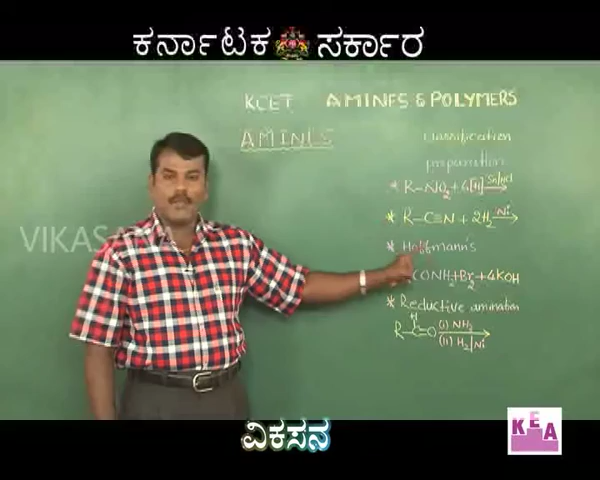 ಕರ್ನಾಟಕ ಸರ್ಕಾರ
KCET AMINES & POLYMERS
AMINES
classification
preparation
* R-NO₂+6[H] Sn/HCl →
* R-C≡N + 2H₂ Ni →
* Hoffmann's
CONH₂+Br₂+4KOH
* Reductive amination
H
R-C=O (i) NH₃ (ii) H₂/Ni →
VIKASANA
ವಿಕಸನ
KEA